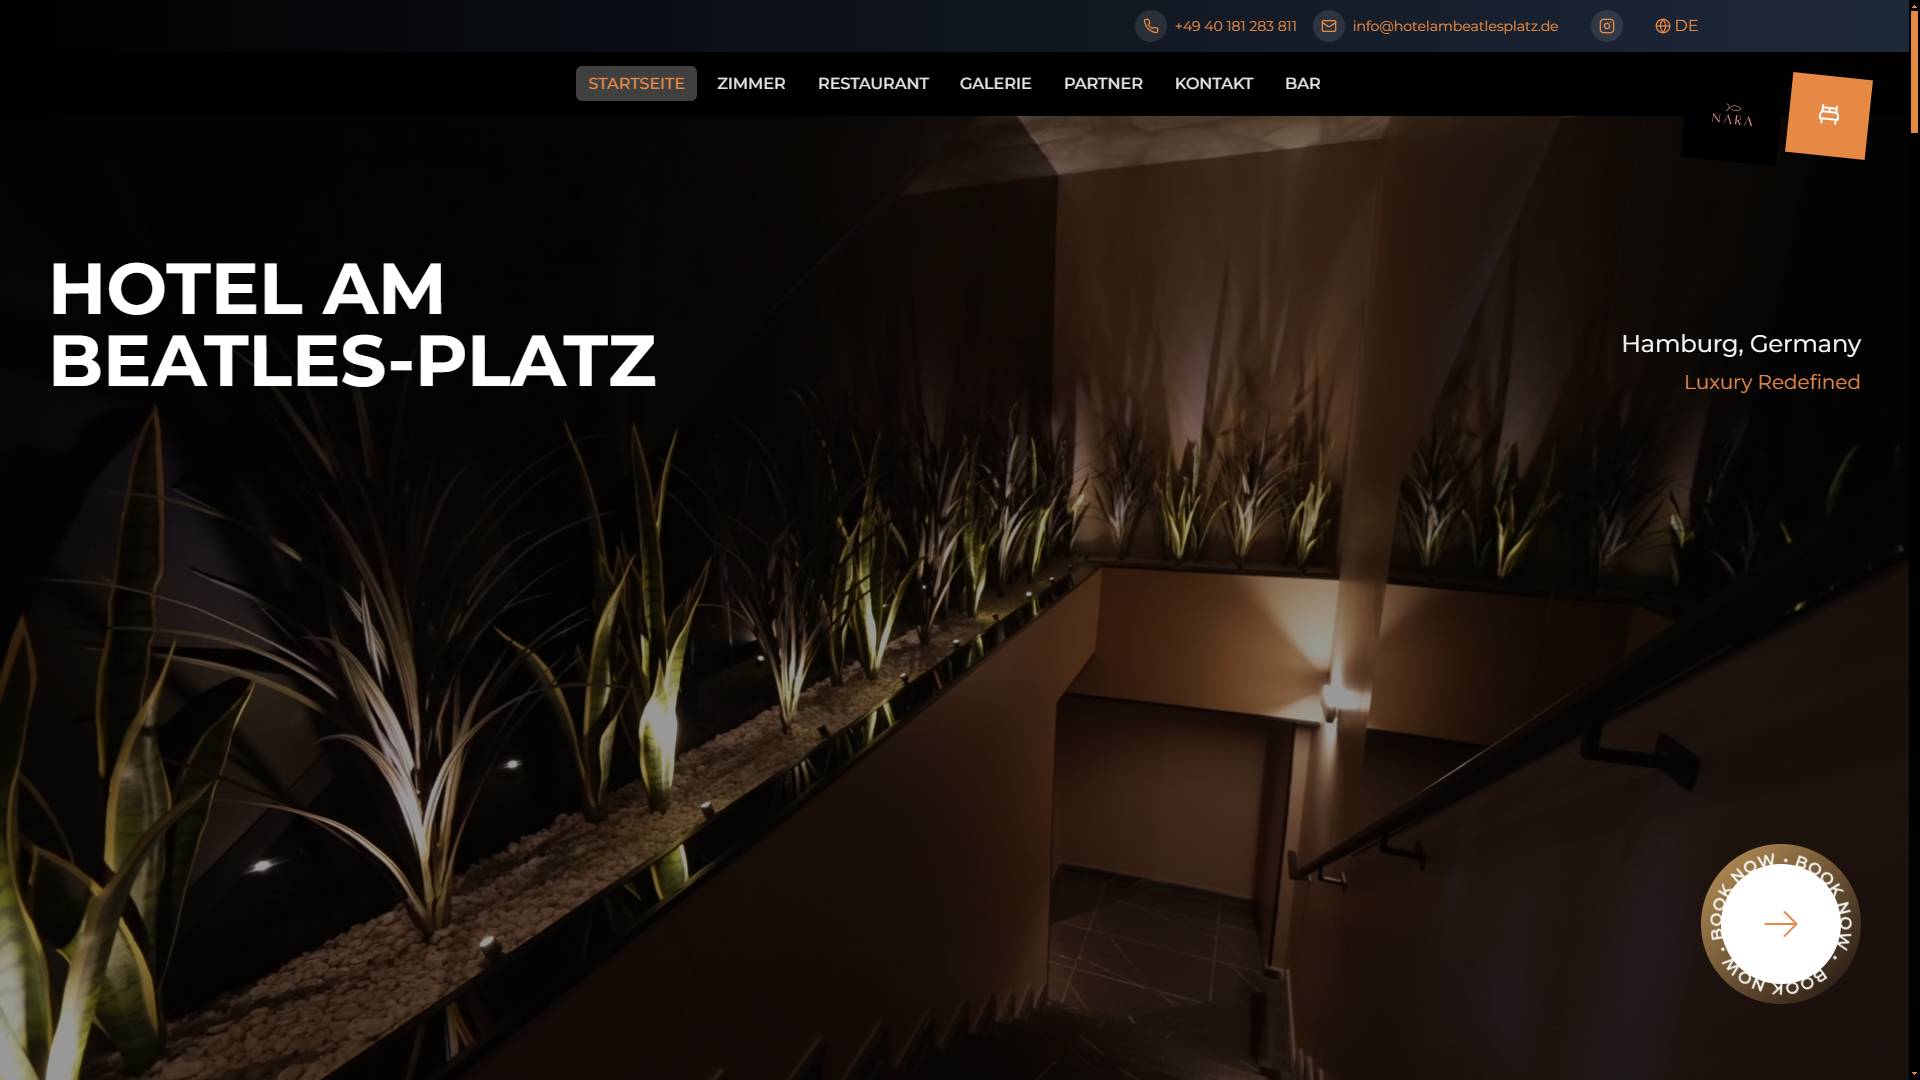 +49 40 181 283 811
info@hotelambeatlesplatz.de
DE
STARTSEITE
ZIMMER
RESTAURANT
GALERIE
PARTNER
KONTAKT
BAR
NARA
HOTEL AM
BEATLES-PLATZ
Hamburg, Germany
Luxury Redefined
BOOK NOW • BOOK NOW • BOOK NOW •